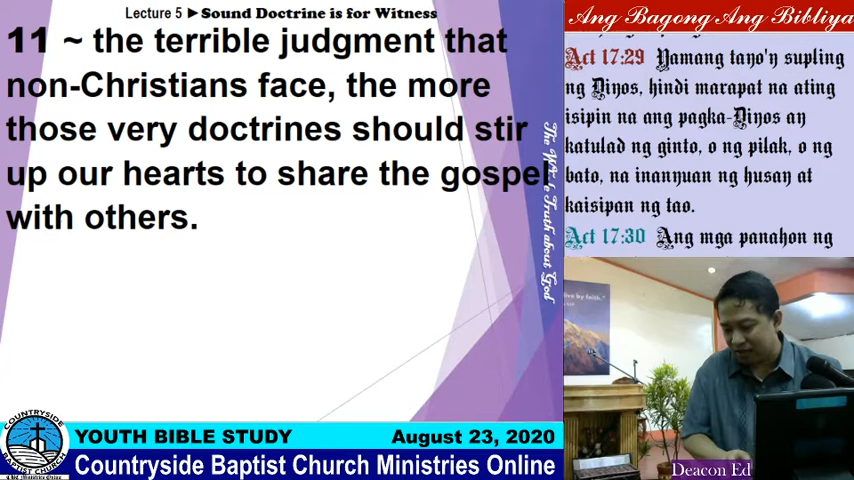 Lecture 5 ►Sound Doctrine is for Witness
11 ~ the terrible judgment that
non-Christians face, the more
those very doctrines should stir
up our hearts to share the gospel
with others.
The Whole Truth about God
YOUTH BIBLE STUDY August 23, 2020
Countryside Baptist Church Ministries Online
COUNTRYSIDE
BAPTIST CHURCH
Ang Bagong Ang Bibliya
Act 17:29 Yamang tayo'y supling
ng Diyos, hindi marapat na ating
isipin na ang pagka-Diyos ay
katulad ng ginto, o ng pilak, o ng
bato, na inanyuan ng husay at
kaisipan ng tao.
Act 17:30 Ang mga panahon ng
live by faith."
Deacon Ed